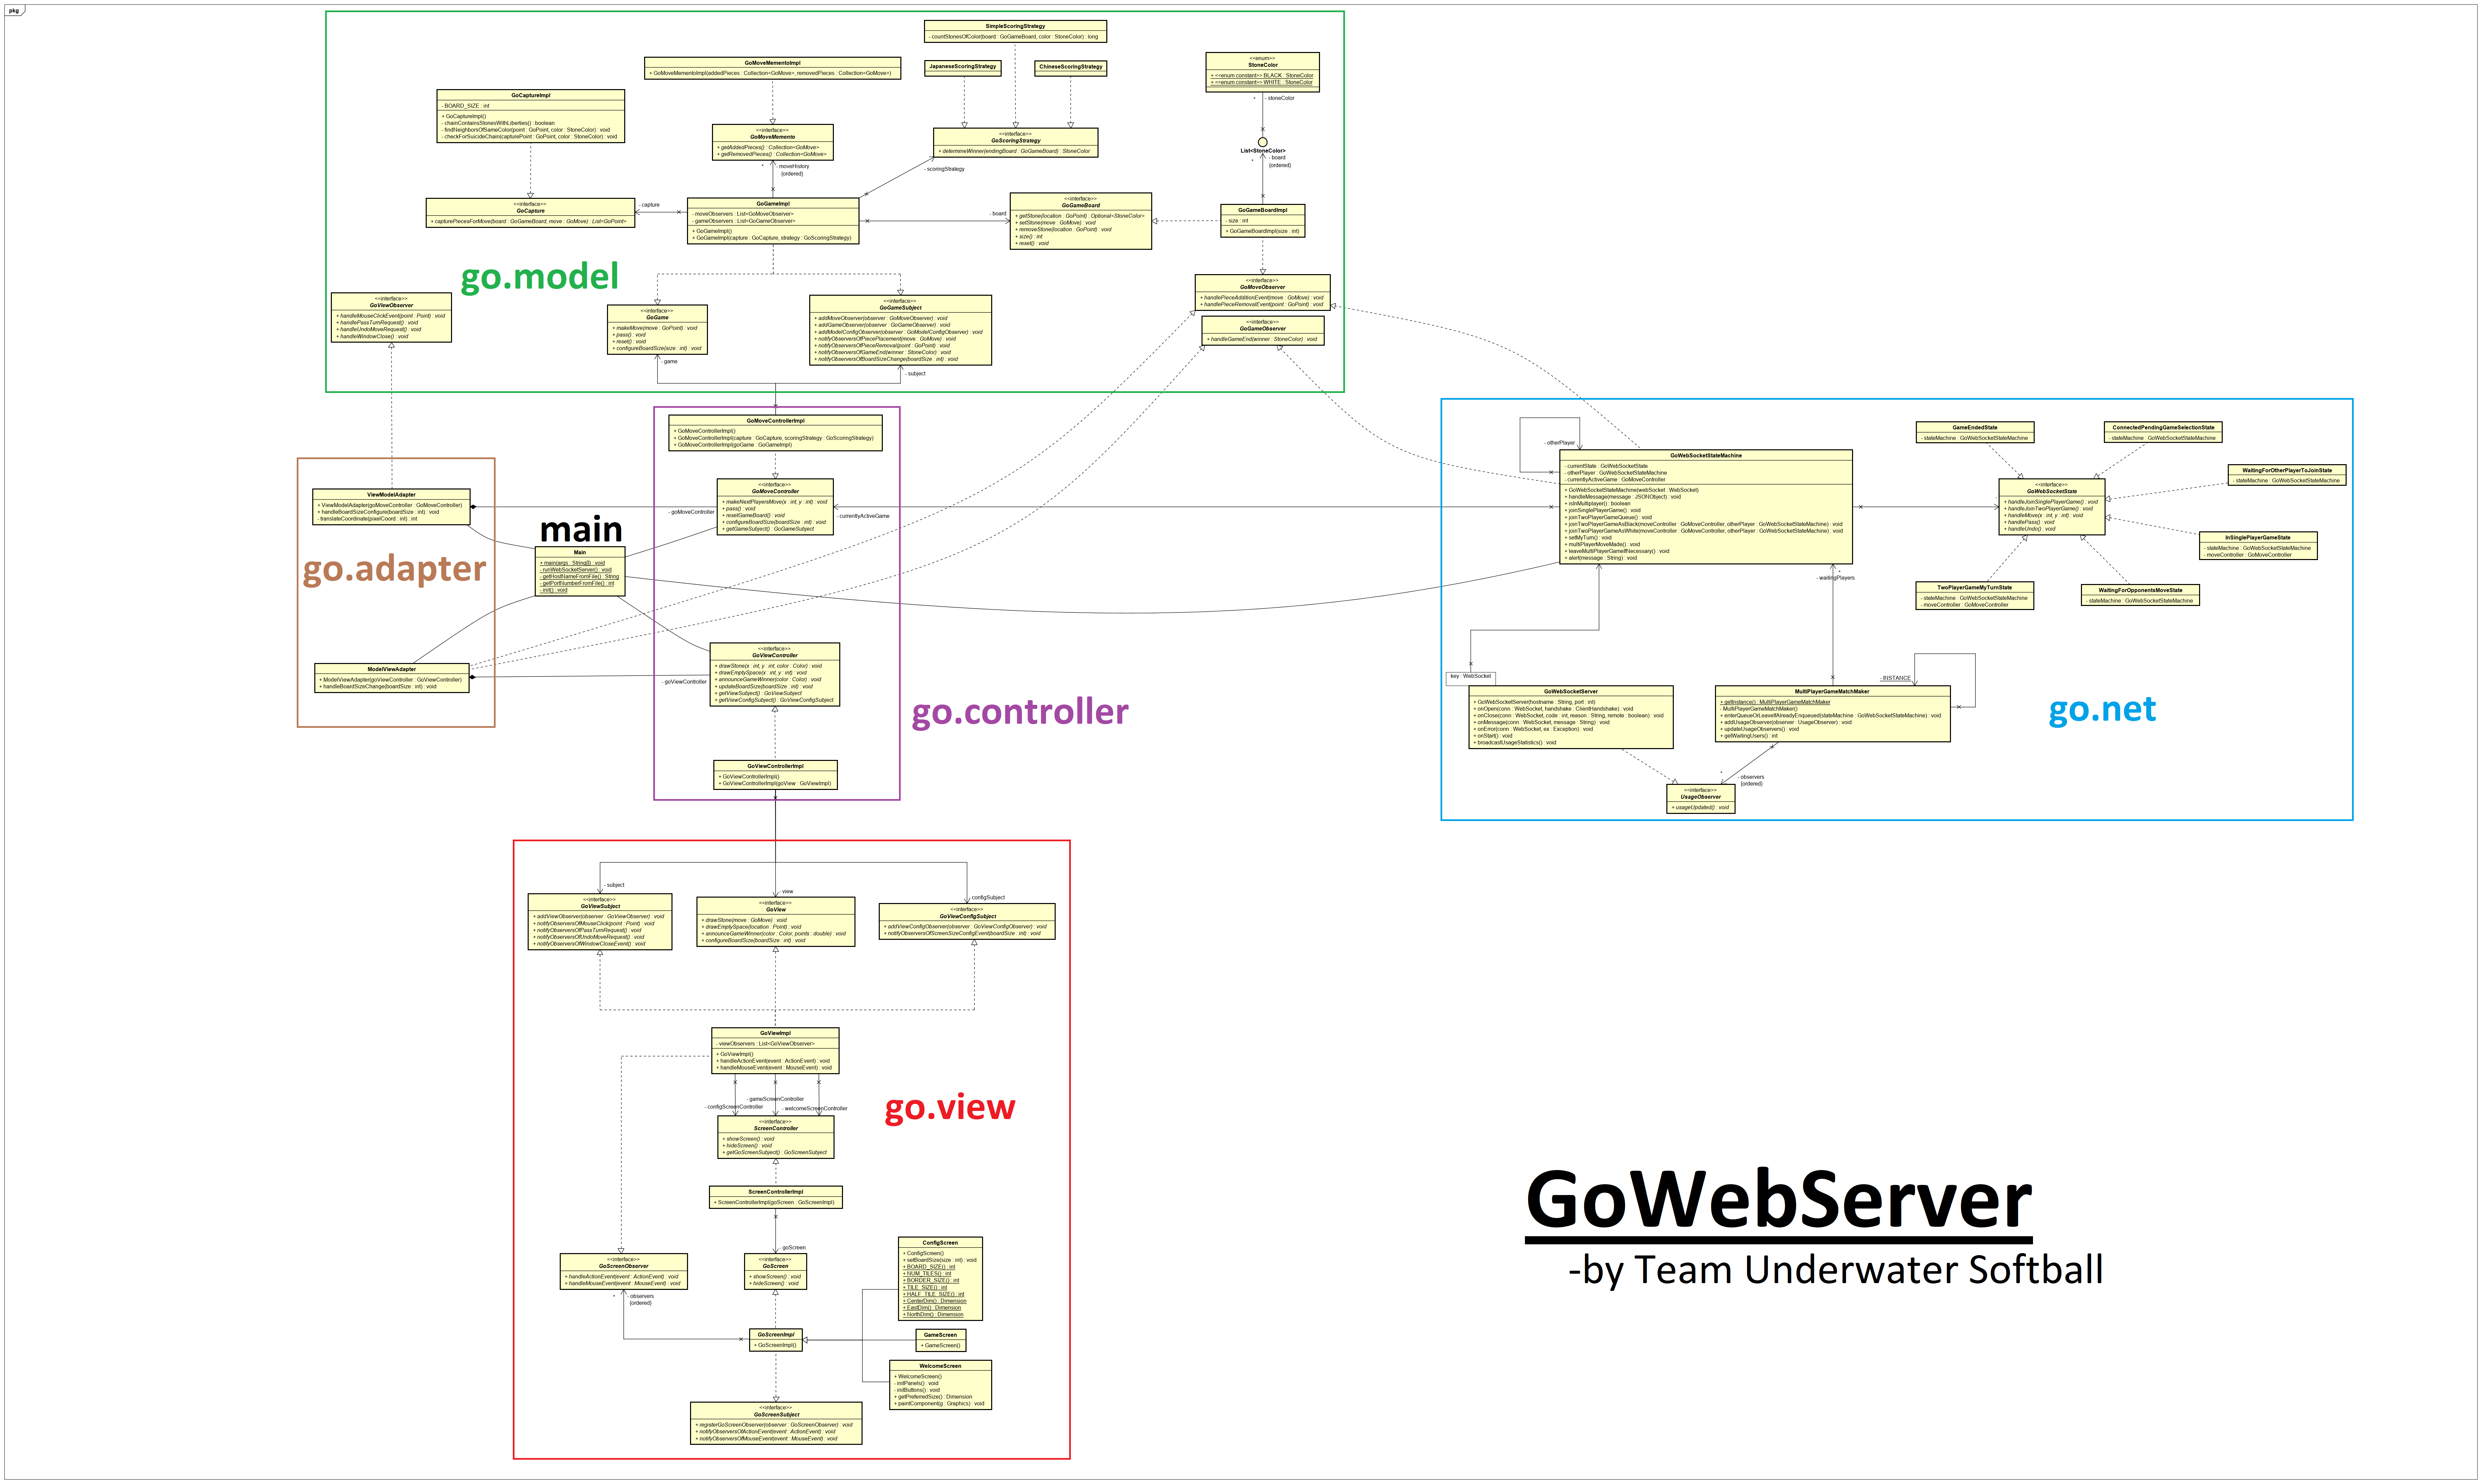 pkg
SimpleScoringStrategy
- countStonesOfColor(board : GoGameBoard, color : StoneColor) : long
GoMoveMementoImpl
+ GoMoveMementoImpl(addedPieces : Collection<GoMove>, removedPieces : Collection<GoMove>)
JapaneseScoringStrategy
ChineseScoringStrategy
<<enum>>
StoneColor
+ <<enum constant>> BLACK : StoneColor
+ <<enum constant>> WHITE : StoneColor
GoCaptureImpl
- BOARD_SIZE : int
+ GoCaptureImpl()
- chainContainsStonesWithLiberties() : boolean
- findNeighborsOfSameColor(point : GoPoint, color : StoneColor) : void
- checkForSuicideChain(capturePoint : GoPoint, color : StoneColor) : void
* - stoneColor
<<interface>>
GoMoveMemento
+ getAddedPieces() : Collection<GoMove>
+ getRemovedPieces() : Collection<GoMove>
<<interface>>
GoScoringStrategy
+ determineWinner(endingBoard : GoGameBoard) : StoneColor
List<StoneColor>
* - board
{ordered}
* - moveHistory
{ordered}
- scoringStrategy
<<interface>>
GoCapture
+ capturePiecesForMove(board : GoGameBoard, move : GoMove) : List<GoPoint>
- capture
GoGameImpl
- moveObservers : List<GoMoveObserver>
- gameObservers : List<GoGameObserver>
+ GoGameImpl()
+ GoGameImpl(capture : GoCapture, strategy : GoScoringStrategy)
- board
<<interface>>
GoGameBoard
+ getStone(location : GoPoint) : Optional<StoneColor>
+ setStone(move : GoMove) : void
+ removeStone(location : GoPoint) : void
+ size() : int
+ reset() : void
GoGameBoardImpl
- size : int
+ GoGameBoardImpl(size : int)
go.model
<<interface>>
GoViewObserver
+ handleMouseClickEvent(point : Point) : void
+ handlePassTurnRequest() : void
+ handleUndoMoveRequest() : void
+ handleWindowClose() : void
<<interface>>
GoGame
+ makeMove(move : GoPoint) : void
+ pass() : void
+ reset() : void
+ configureBoardSize(size : int) : void
- game
<<interface>>
GoGameSubject
+ addMoveObserver(observer : GoMoveObserver) : void
+ addGameObserver(observer : GoGameObserver) : void
+ addModelConfigObserver(observer : GoModelConfigObserver) : void
+ notifyObserversOfPiecePlacement(move : GoMove) : void
+ notifyObserversOfPieceRemoval(point : GoPoint) : void
+ notifyObserversOfGameEnd(winner : StoneColor) : void
+ notifyObserversOfBoardSizeChange(boardSize : int) : void
- subject
<<interface>>
GoMoveObserver
+ handlePieceAdditionEvent(move : GoMove) : void
+ handlePieceRemovalEvent(point : GoPoint) : void
<<interface>>
GoGameObserver
+ handleGameEnd(winner : StoneColor) : void
GoMoveControllerImpl
+ GoMoveControllerImpl()
+ GoMoveControllerImpl(capture : GoCapture, scoringStrategy : GoScoringStrategy)
+ GoMoveControllerImpl(goGame : GoGameImpl)
<<interface>>
GoMoveController
+ makeNextPlayersMove(x : int, y : int) : void
+ pass() : void
+ resetGameBoard() : void
+ configureBoardSize(boardSize : int) : void
+ getGameSubject() : GoGameSubject
- goMoveController
- currentlyActiveGame
ViewModelAdapter
+ ViewModelAdapter(goMoveController : GoMoveController)
+ handleBoardSizeConfigure(boardSize : int) : void
- translateCoordinate(pixelCoord : int) : int
go.adapter
main
Main
+ main(args : String[]) : void
- runWebSocketServer() : void
- getHostNameFromFile() : String
- getPortNumberFromFile() : int
- init() : void
ModelViewAdapter
+ ModelViewAdapter(goViewController : GoViewController)
+ handleBoardSizeChange(boardSize : int) : void
- goViewController
<<interface>>
GoViewController
+ drawStone(x : int, y : int, color : Color) : void
+ drawEmptySpace(x : int, y : int) : void
+ announceGameWinner(color : Color) : void
+ updateBoardSize(boardSize : int) : void
+ getViewSubject() : GoViewSubject
+ getViewConfigSubject() : GoViewConfigSubject
go.controller
GoViewControllerImpl
+ GoViewControllerImpl()
+ GoViewControllerImpl(goView : GoViewImpl)
- otherPlayer
GoWebSocketStateMachine
- currentState : GoWebSocketState
- otherPlayer : GoWebSocketStateMachine
- currentlyActiveGame : GoMoveController
+ GoWebSocketStateMachine(webSocket : WebSocket)
+ handleMessage(message : JSONObject) : void
+ isInMultiplayer() : boolean
+ joinSinglePlayerGame() : void
+ joinTwoPlayerGameQueue() : void
+ joinTwoPlayerGameAsBlack(moveController : GoMoveController, otherPlayer : GoWebSocketStateMachine) : void
+ joinTwoPlayerGameAsWhite(moveController : GoMoveController, otherPlayer : GoWebSocketStateMachine) : void
+ setMyTurn() : void
+ multiPlayerMoveMade() : void
+ leaveMultiPlayerGameIfNecessary() : void
+ alert(message : String) : void
GameEndedState
- stateMachine : GoWebSocketStateMachine
ConnectedPendingGameSelectionState
- stateMachine : GoWebSocketStateMachine
WaitingForOtherPlayerToJoinState
- stateMachine : GoWebSocketStateMachine
<<interface>>
GoWebSocketState
+ handleJoinSinglePlayerGame() : void
+ handleJoinTwoPlayerGame() : void
+ handleMove(x : int, y : int) : void
+ handlePass() : void
+ handleUndo() : void
InSinglePlayerGameState
- stateMachine : GoWebSocketStateMachine
- moveController : GoMoveController
TwoPlayerGameMyTurnState
- stateMachine : GoWebSocketStateMachine
- moveController : GoMoveController
WaitingForOpponentsMoveState
- stateMachine : GoWebSocketStateMachine
*
- waitingPlayers
key : WebSocket
GoWebSocketServer
+ GoWebSocketServer(hostname : String, port : int)
+ onOpen(conn : WebSocket, handshake : ClientHandshake) : void
+ onClose(conn : WebSocket, code : int, reason : String, remote : boolean) : void
+ onMessage(conn : WebSocket, message : String) : void
+ onError(conn : WebSocket, ex : Exception) : void
+ onStart() : void
+ broadcastUsageStatistics() : void
- INSTANCE
MultiPlayerGameMatchMaker
+ getInstance() : MultiPlayerGameMatchMaker
- MultiPlayerGameMatchMaker()
+ enterQueueOrLeaveIfAlreadyEnqueued(stateMachine : GoWebSocketStateMachine) : void
+ addUsageObserver(observer : UsageObserver) : void
+ updateUsageObservers() : void
+ getWaitingUsers() : int
go.net
* - observers
{ordered}
<<interface>>
UsageObserver
+ usageUpdated() : void
- subject
- view
- configSubject
<<interface>>
GoViewSubject
+ addViewObserver(observer : GoViewObserver) : void
+ notifyObserversOfMouseClick(point : Point) : void
+ notifyObserversOfPassTurnRequest() : void
+ notifyObserversOfUndoMoveRequest() : void
+ notifyObserversOfWindowCloseEvent() : void
<<interface>>
GoView
+ drawStone(move : GoMove) : void
+ drawEmptySpace(location : Point) : void
+ announceGameWinner(color : Color, points : double) : void
+ configureBoardSize(boardSize : int) : void
<<interface>>
GoViewConfigSubject
+ addViewConfigObserver(observer : GoViewConfigObserver) : void
+ notifyObserversOfScreenSizeConfigEvent(boardSize : int) : void
GoViewImpl
- viewObservers : List<GoViewObserver>
+ GoViewImpl()
+ handleActionEvent(event : ActionEvent) : void
+ handleMouseEvent(event : MouseEvent) : void
- gameScreenController
- configScreenController
- welcomeScreenController
go.view
<<interface>>
ScreenController
+ showScreen() : void
+ hideScreen() : void
+ getGoScreenSubject() : GoScreenSubject
ScreenControllerImpl
+ ScreenControllerImpl(goScreen : GoScreenImpl)
- goScreen
<<interface>>
GoScreenObserver
+ handleActionEvent(event : ActionEvent) : void
+ handleMouseEvent(event : MouseEvent) : void
* - observers
{ordered}
<<interface>>
GoScreen
+ showScreen() : void
+ hideScreen() : void
ConfigScreen
+ ConfigScreen()
+ setBoardSize(size : int) : void
+ BOARD_SIZE() : int
+ NUM_TILES() : int
+ BORDER_SIZE() : int
+ TILE_SIZE() : int
+ HALF_TILE_SIZE() : int
+ CenterDim() : Dimension
+ EastDim() : Dimension
+ NorthDim() : Dimension
GoScreenImpl
+ GoScreenImpl()
GameScreen
+ GameScreen()
WelcomeScreen
+ WelcomeScreen()
- initPanels() : void
- initButtons() : void
+ getPreferredSize() : Dimension
+ paintComponent(g : Graphics) : void
<<interface>>
GoScreenSubject
+ registerGoScreenObserver(observer : GoScreenObserver) : void
+ notifyObserversOfActionEvent(event : ActionEvent) : void
+ notifyObserversOfMouseEvent(event : MouseEvent) : void
GoWebServer
-by Team Underwater Softball